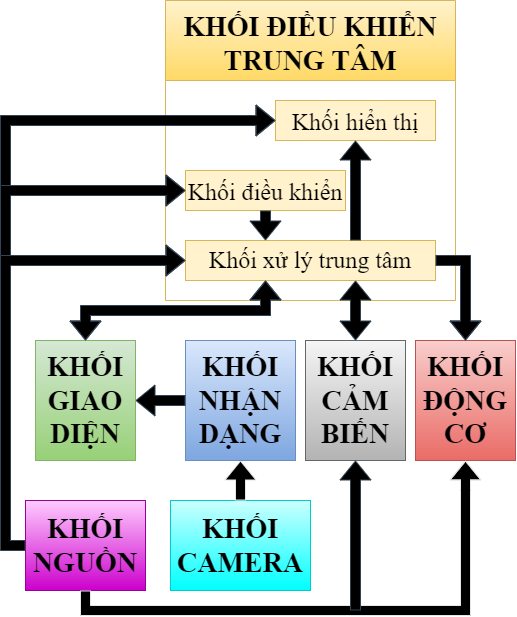 KHỐI ĐIỀU KHIỂN
TRUNG TÂM
Khối hiển thị
Khối điều khiển
Khối xử lý trung tâm
KHỐI
GIAO
DIỆN
KHỐI
NHẬN
DẠNG
KHỐI
CẢM
BIẾN
KHỐI
ĐỘNG
CƠ
KHỐI
NGUỒN
KHỐI
CAMERA